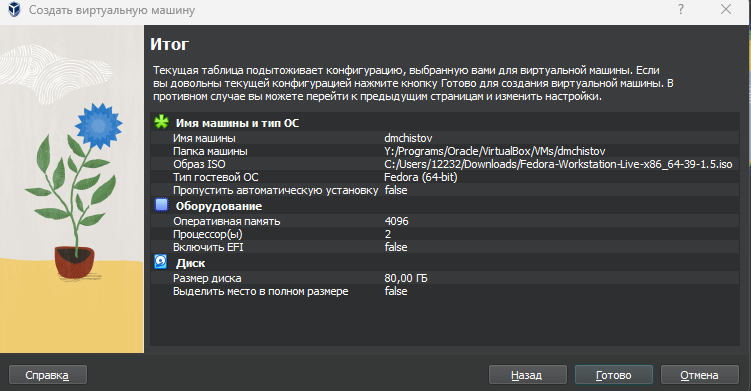 Создать виртуальную машину
Итог
Текущая таблица подытоживает конфигурацию, выбранную вами для виртуальной машины. Если
вы довольны текущей конфигурацией нажмите кнопку Готово для создания виртуальной машины. В
противном случае вы можете перейти к предыдущим страницам и изменить настройки.
Имя машины и тип ОС
Имя машины dmchistov
Папка машины Y:/Programs/Oracle/VirtualBox/VMs/dmchistov
Образ ISO C:/Users/12232/Downloads/Fedora-Workstation-Live-x86_64-39-1.5.iso
Тип гостевой ОС Fedora (64-bit)
Пропустить автоматическую установку false
Оборудование
Оперативная память 4096
Процессор(ы) 2
Включить EFI false
Диск
Размер диска 80,00 ГБ
Выделить место в полном размере false
Справка Назад Готово Отмена